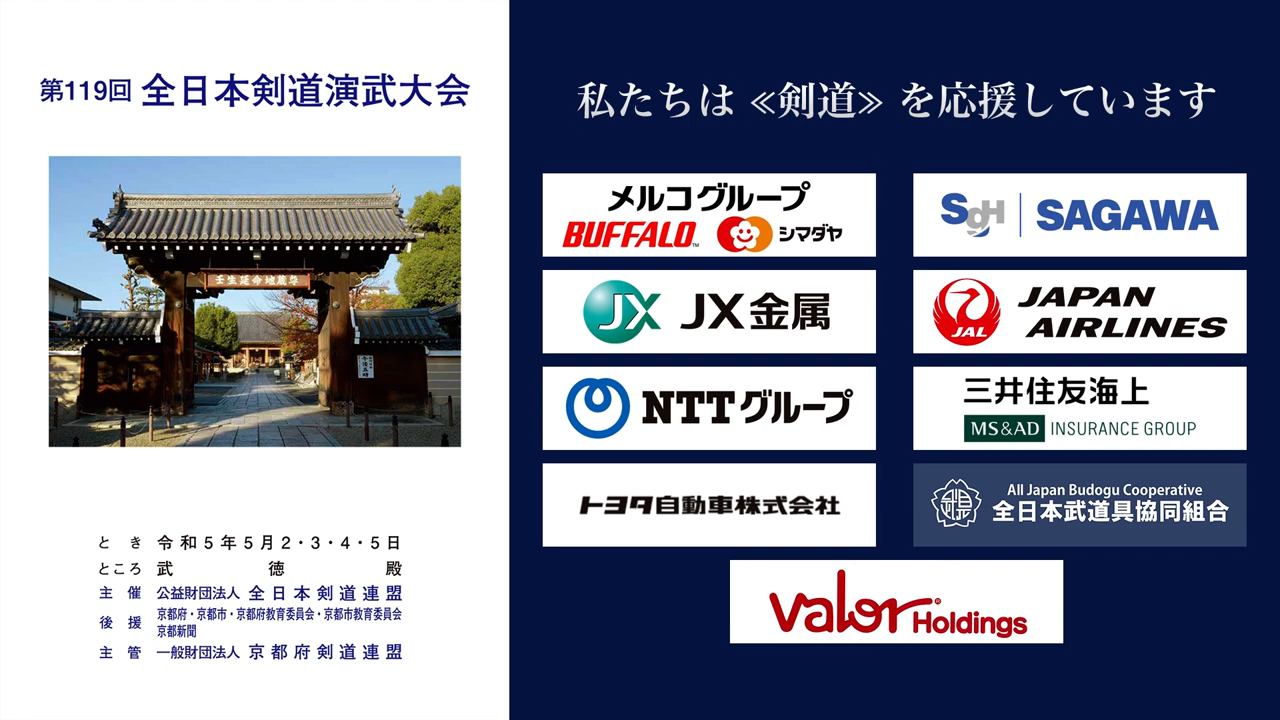 第119回 全日本剣道演武大会
壬生延命地蔵尊
とき 令和5年5月2・3・4・5日
ところ 武徳殿
主催 公益財団法人 全日本剣道連盟
後援 京都府・京都市・京都府教育委員会・京都市教育委員会
京都新聞
主管 一般財団法人 京都府剣道連盟
私たちは ≪剣道≫ を応援しています
メルコグループ
BUFFALO™ シマダヤ
SGH SAGAWA
JX JX金属
JAL JAPAN
AIRLINES
NTTグループ
三井住友海上
MS&AD INSURANCE GROUP
トヨタ自動車株式会社
All Japan Budogu Cooperative
全日本武道具協同組合
valor® Holdings